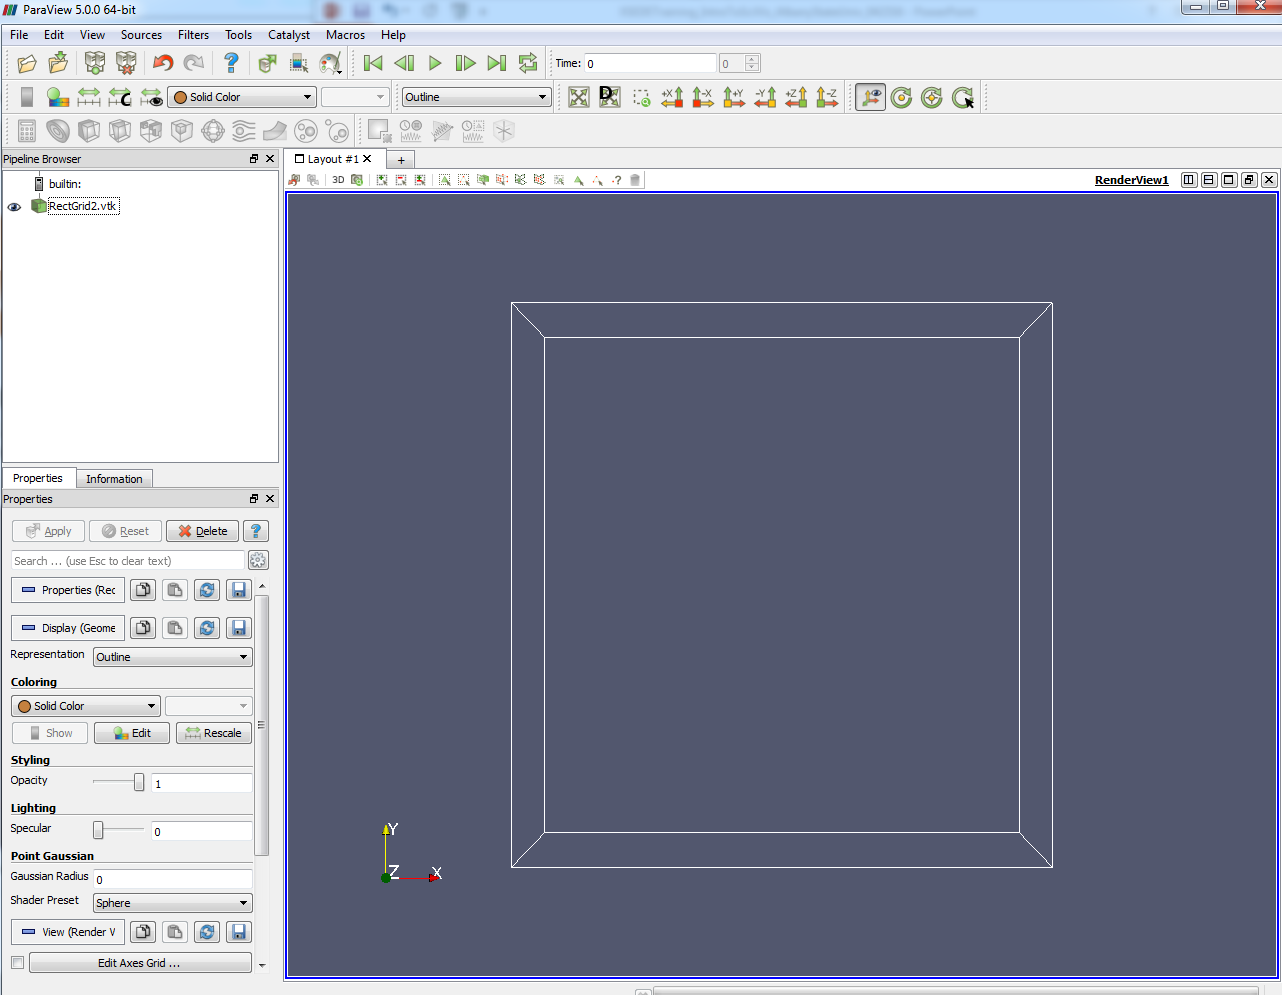 ParaView 5.0.0 64-bit
File Edit View Sources Filters Tools Catalyst Macros Help
Time: 0 0
C Solid Color Outline D +X -X +Y -Y +Z -Z
Pipeline Browser
Layout #1
+
builtin:
3D
RenderView1
RectGrid2.vtk
Properties Information
Properties
Apply Reset Delete ?
Search ... (use Esc to clear text)
Properties (Rec
Display (Geome
Representation Outline
Coloring
Solid Color
Show Edit Rescale
Styling
Opacity 1
Lighting
Specular 0
Point Gaussian
Gaussian Radius 0
Shader Preset Sphere
View (Render V
Edit Axes Grid ...
Y
Z X